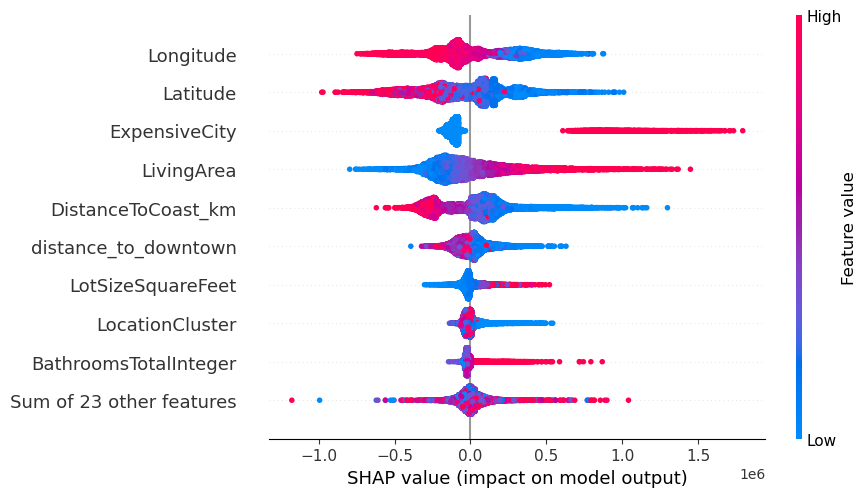 High
Longitude
Latitude
ExpensiveCity
LivingArea
DistanceToCoast_km
distance_to_downtown
LotSizeSquareFeet
LocationCluster
BathroomsTotalInteger
Sum of 23 other features
Feature value
Low
−1.0 −0.5 0.0 0.5 1.0 1.5
1e6
SHAP value (impact on model output)